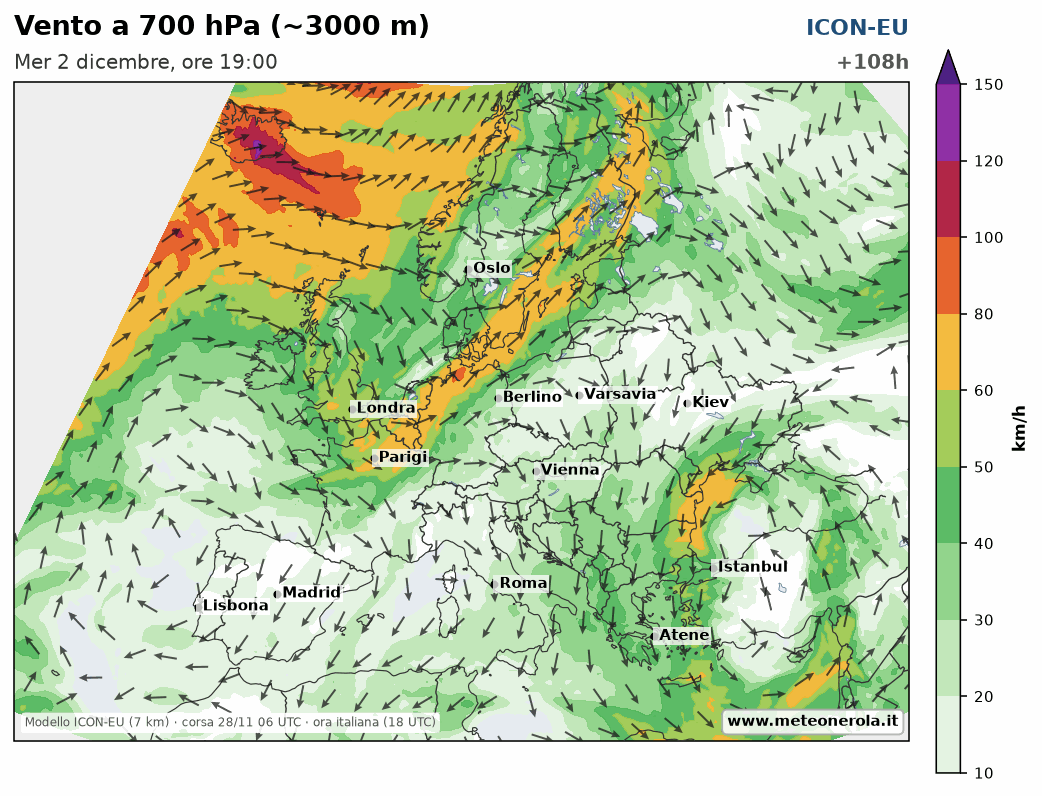 Vento a 700 hPa (~3000 m)
ICON-EU
Mer 2 dicembre, ore 19:00
+108h
150
120
100
80
60
50
40
30
20
10
km/h
Oslo
Berlino
Varsavia
Kiev
Londra
Parigi
Vienna
Istanbul
Roma
Madrid
Lisbona
Atene
Modello ICON-EU (7 km) · corsa 28/11 06 UTC · ora italiana (18 UTC)
www.meteonerola.it